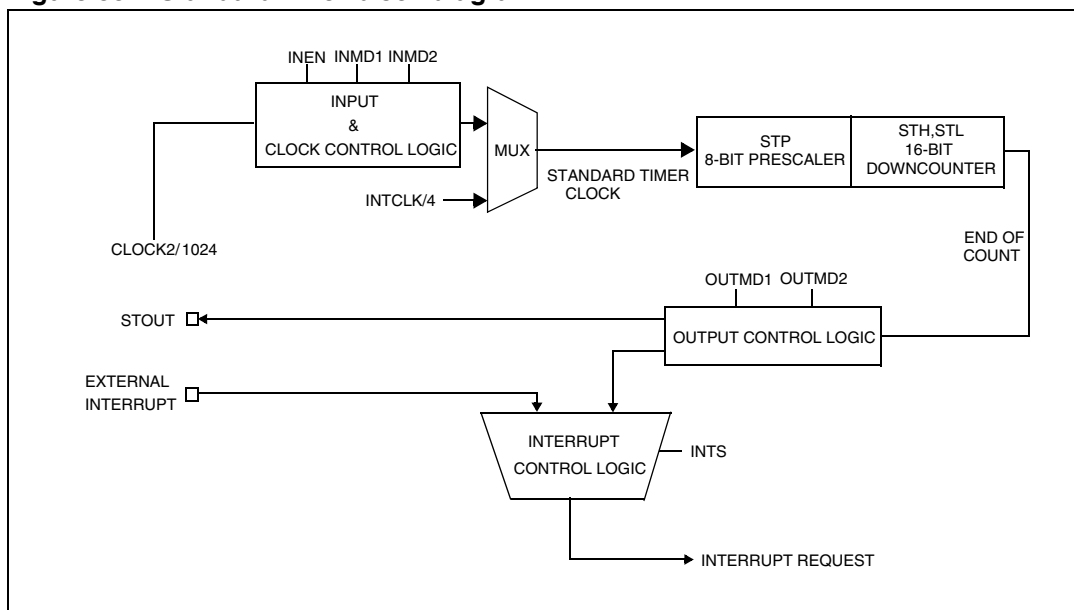 INEN INMD1 INMD2
INPUT
&
CLOCK CONTROL LOGIC
MUX
INTCLK/4
CLOCK2/1024
STANDARD TIMER
CLOCK
STP
8-BIT PRESCALER
STH,STL
16-BIT
DOWNCOUNTER
END OF
COUNT
OUTMD1 OUTMD2
OUTPUT CONTROL LOGIC
STOUT
EXTERNAL
INTERRUPT
INTERRUPT
CONTROL LOGIC
INTS
INTERRUPT REQUEST